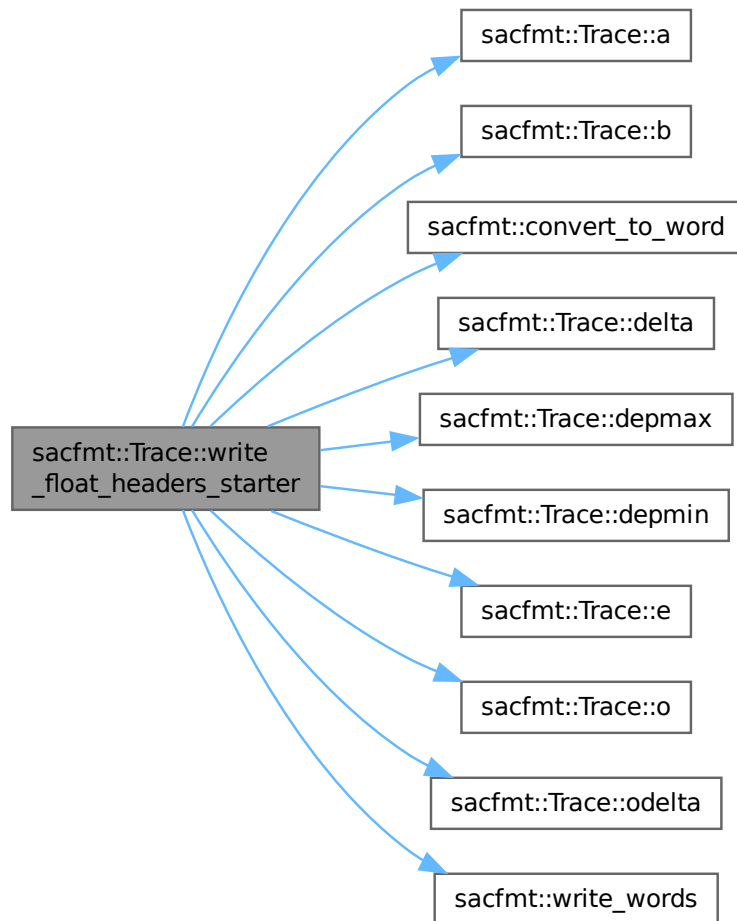 sacfmt::Trace::a
sacfmt::Trace::b
sacfmt::convert_to_word
sacfmt::Trace::delta
sacfmt::Trace::depmax
sacfmt::Trace::write
_float_headers_starter
sacfmt::Trace::depmin
sacfmt::Trace::e
sacfmt::Trace::o
sacfmt::Trace::odelta
sacfmt::write_words